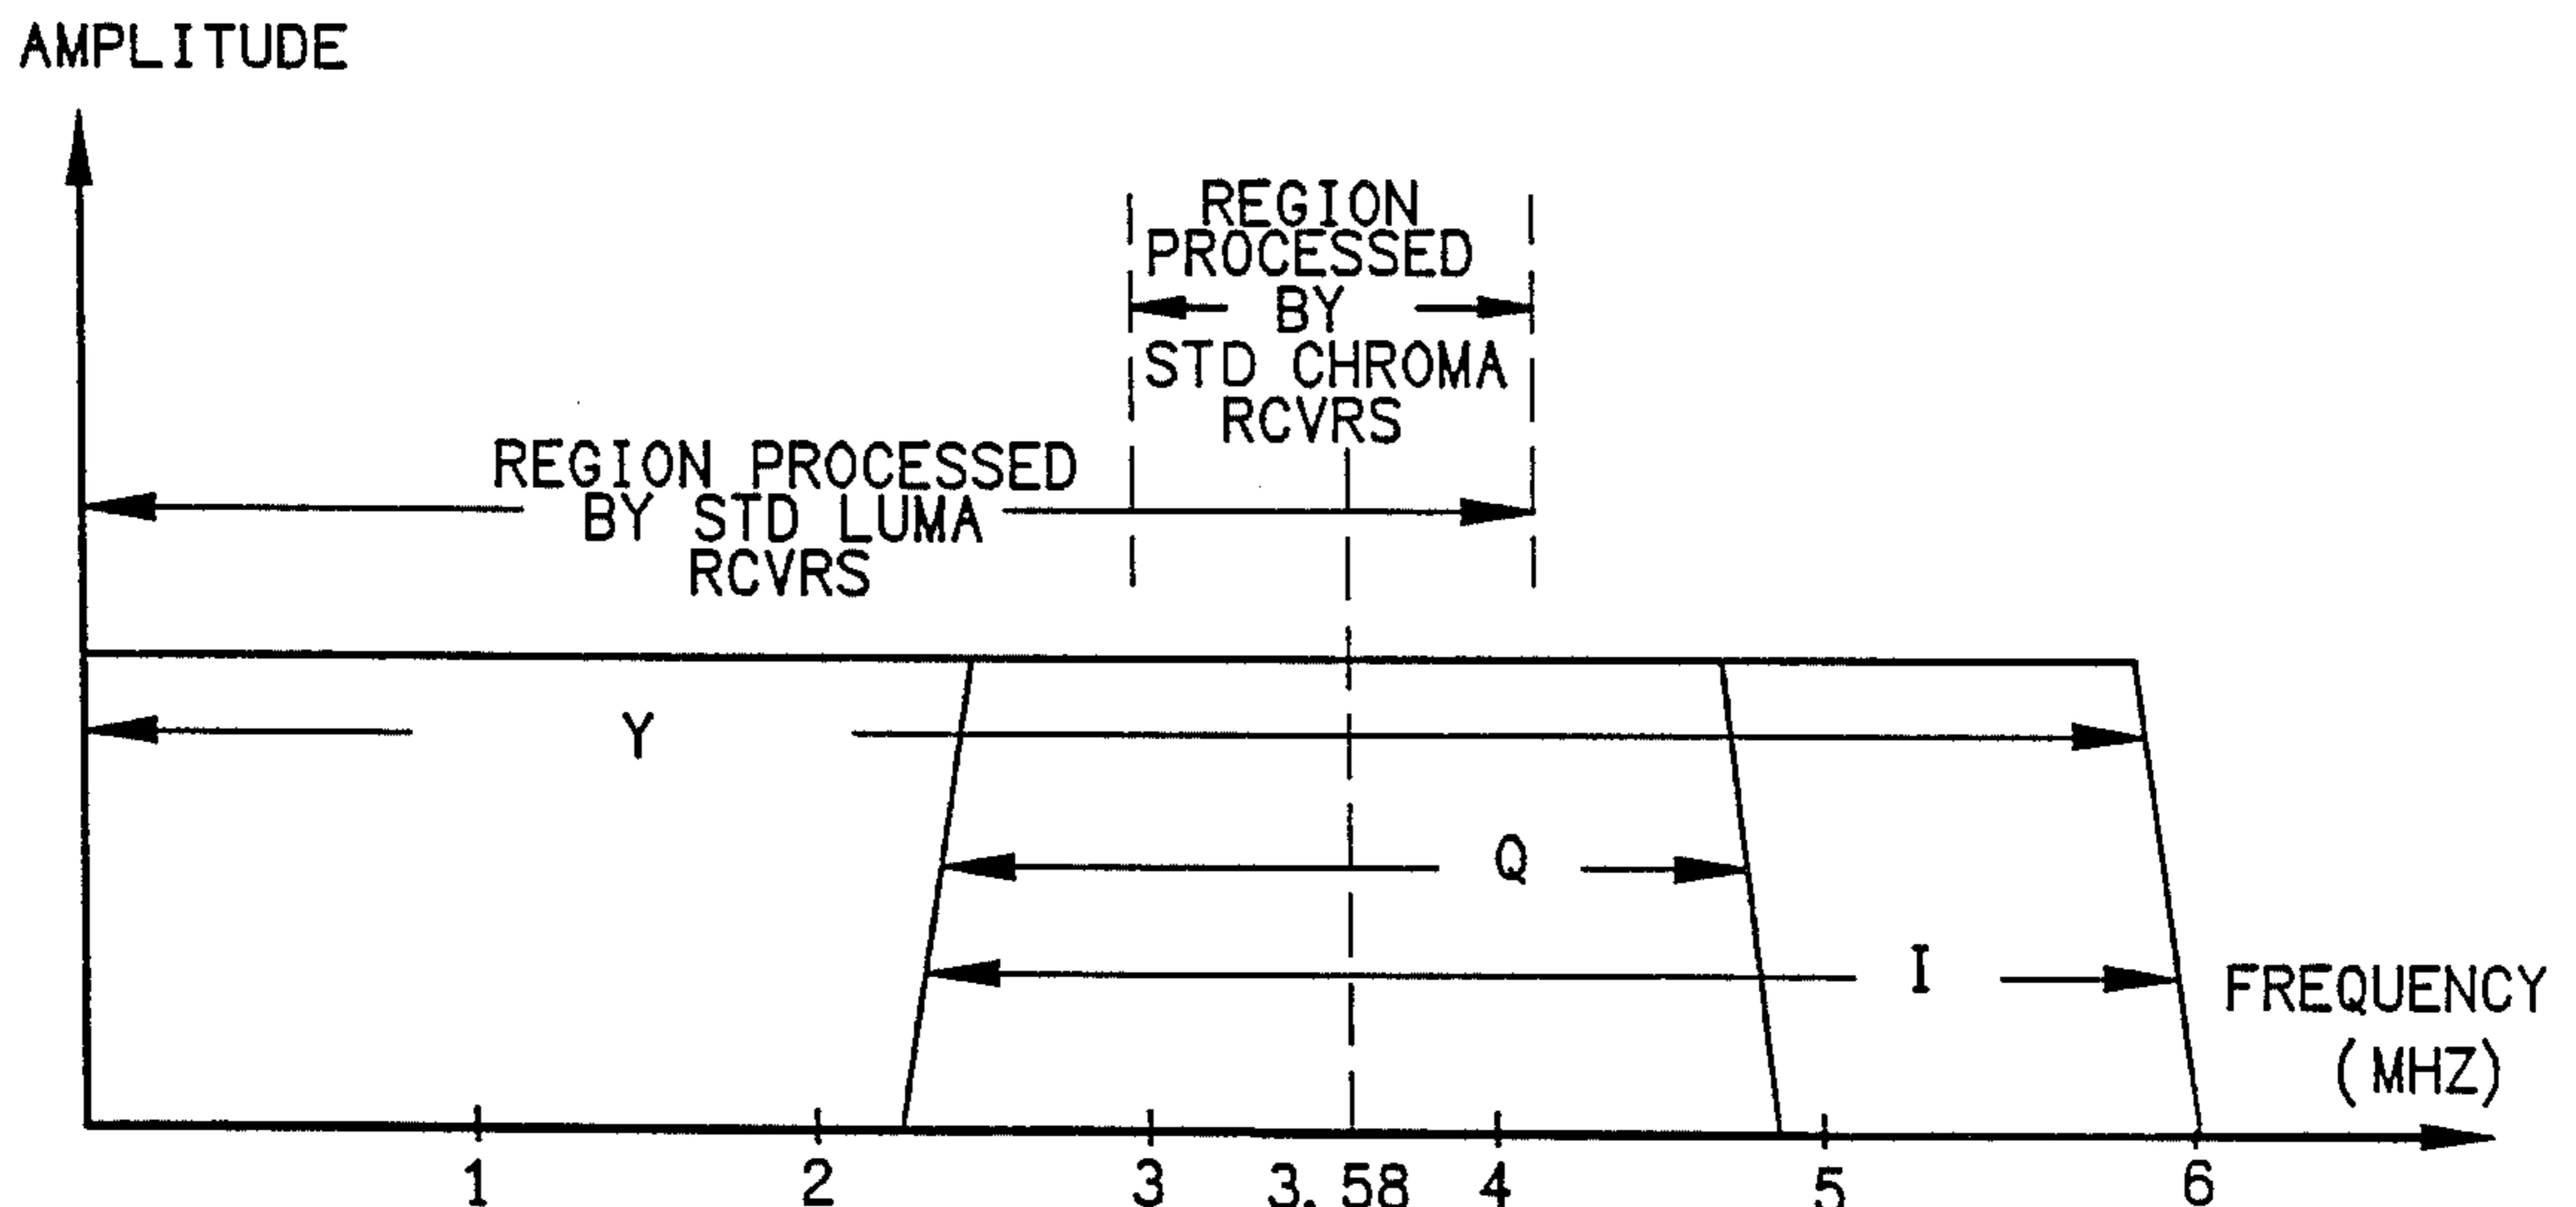 AMPLITUDE
REGION
PROCESSED
BY
STD CHROMA
RCVRS
REGION PROCESSED
BY STD LUMA
RCVRS
Y
Q
I
FREQUENCY
(MHZ)
1 2 3 3.58 4 5 6